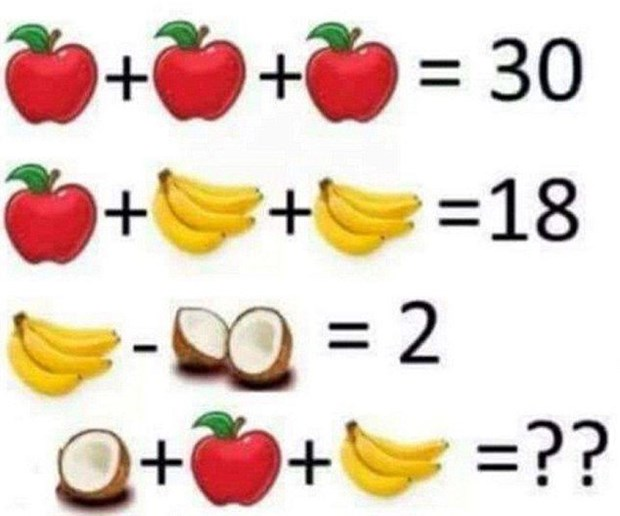 + + = 30
+ + =18
- = 2
+ + =??